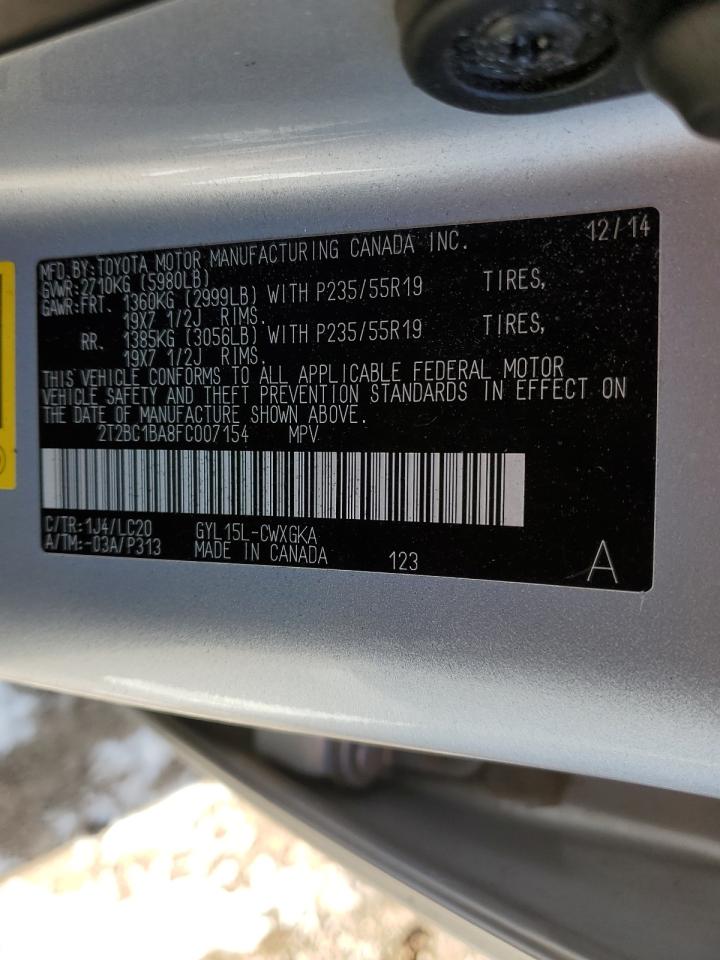 12/14
MFD.BY:TOYOTA MOTOR MANUFACTURING CANADA INC.
GVWR:2710KG (5980LB)
GAWR:FRT. 1360KG (2999LB) WITH P235/55R19 TIRES,
19X7 1/2J RIMS.
RR. 1385KG (3056LB) WITH P235/55R19 TIRES,
19X7 1/2J RIMS.
THIS VEHICLE CONFORMS TO ALL APPLICABLE FEDERAL MOTOR
VEHICLE SAFETY AND THEFT PREVENTION STANDARDS IN EFFECT ON
THE DATE OF MANUFACTURE SHOWN ABOVE.
2T2BC1BA8FC007154 MPV
C/TR:1J4/LC20 GYL15L-CWXGKA
A/TM:-03A/P313 MADE IN CANADA 123 A